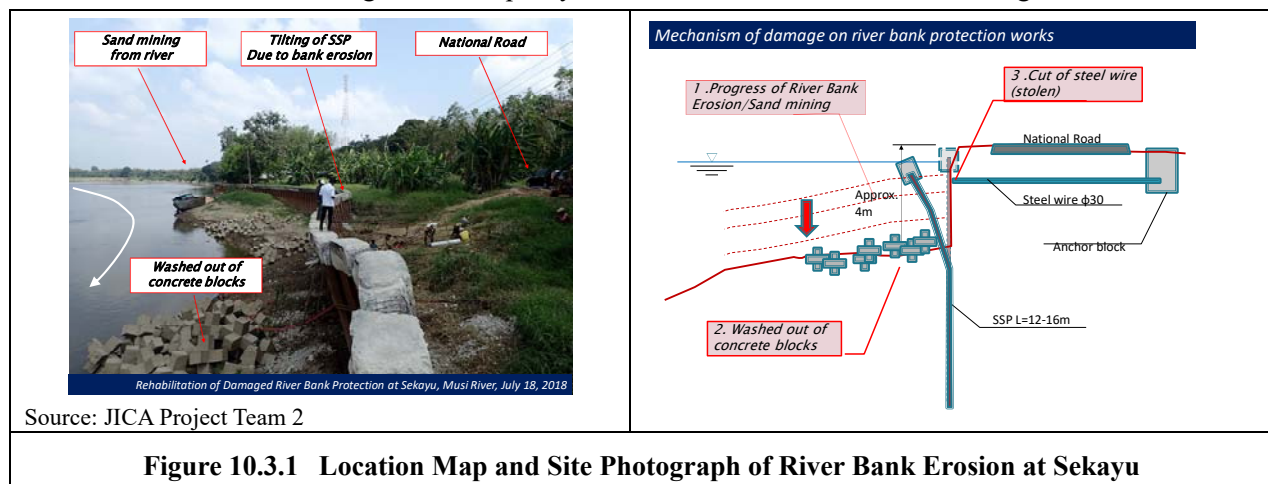 Sand mining
from river
Tilting of SSP
Due to bank erosion
National Road
Washed out of
concrete blocks
Rehabilitation of Damaged River Bank Protection at Sekayu, Musi River, July 18, 2018
Source: JICA Project Team 2
Mechanism of damage on river bank protection works
1 .Progress of River Bank
Erosion/Sand mining
3 .Cut of steel wire
(stolen)
National Road
Approx.
4m
Steel wire ф30
Anchor block
SSP L=12-16m
2. Washed out of
concrete blocks
Figure 10.3.1 Location Map and Site Photograph of River Bank Erosion at Sekayu